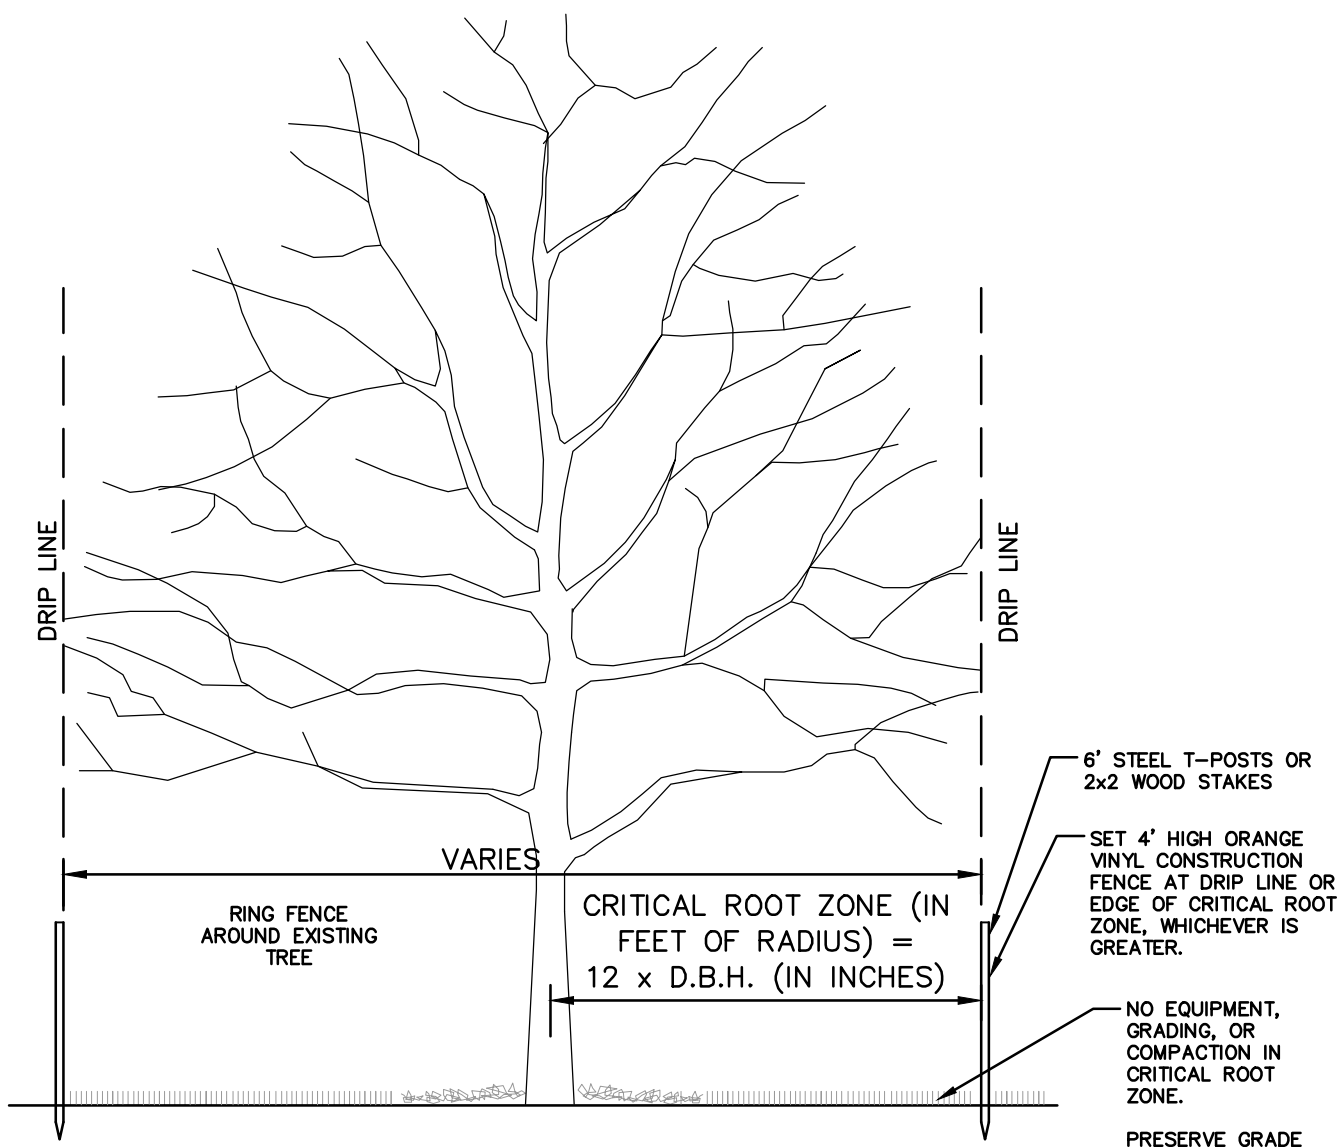 DRIP LINE
DRIP LINE
6' STEEL T-POSTS OR
2x2 WOOD STAKES
SET 4' HIGH ORANGE
VINYL CONSTRUCTION
FENCE AT DRIP LINE OR
EDGE OF CRITICAL ROOT
ZONE, WHICHEVER IS
GREATER.
VARIES
RING FENCE
AROUND EXISTING
TREE
CRITICAL ROOT ZONE (IN
FEET OF RADIUS) =
12 x D.B.H. (IN INCHES)
NO EQUIPMENT,
GRADING, OR
COMPACTION IN
CRITICAL ROOT
ZONE.
PRESERVE GRADE